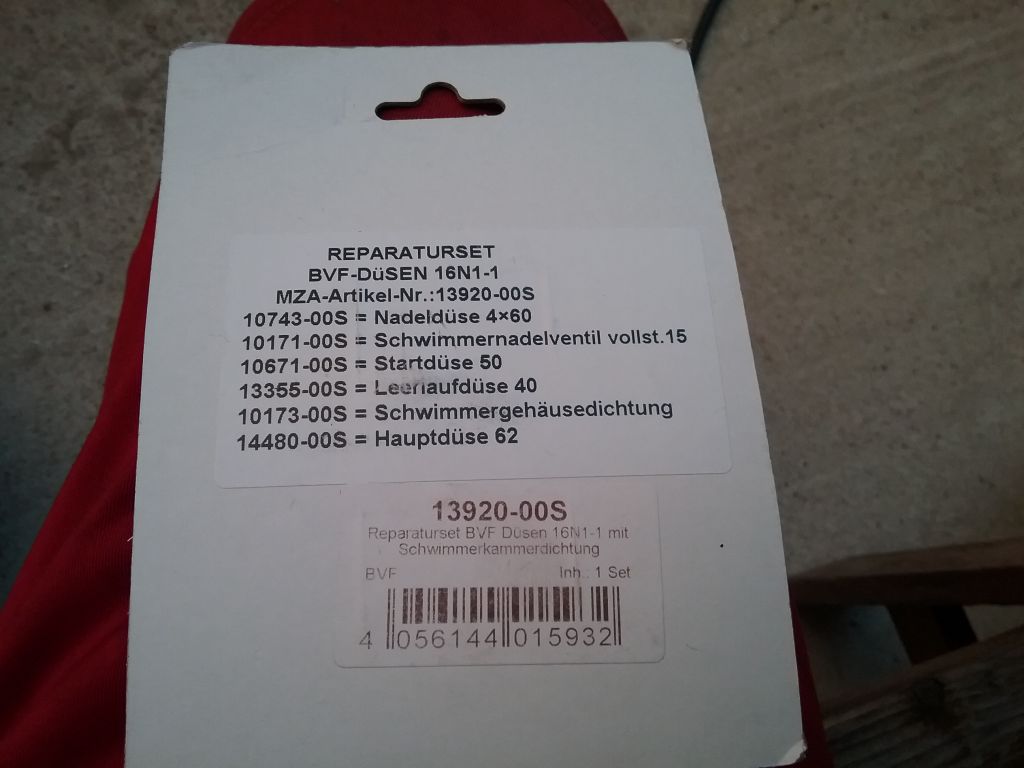 REPARATURSET
BVF-DüSEN 16N1-1
MZA-Artikel-Nr.:13920-00S
10743-00S = Nadeldüse 4×60
10171-00S = Schwimmernadelventil vollst.15
10671-00S = Startdüse 50
13355-00S = Leerlaufdüse 40
10173-00S = Schwimmergehäusedichtung
14480-00S = Hauptdüse 62
13920-00S
Reparaturset BVF Düsen 16N1-1 mit
Schwimmerkammerdichtung
BVF Inh.: 1 Set
4 056144 015932